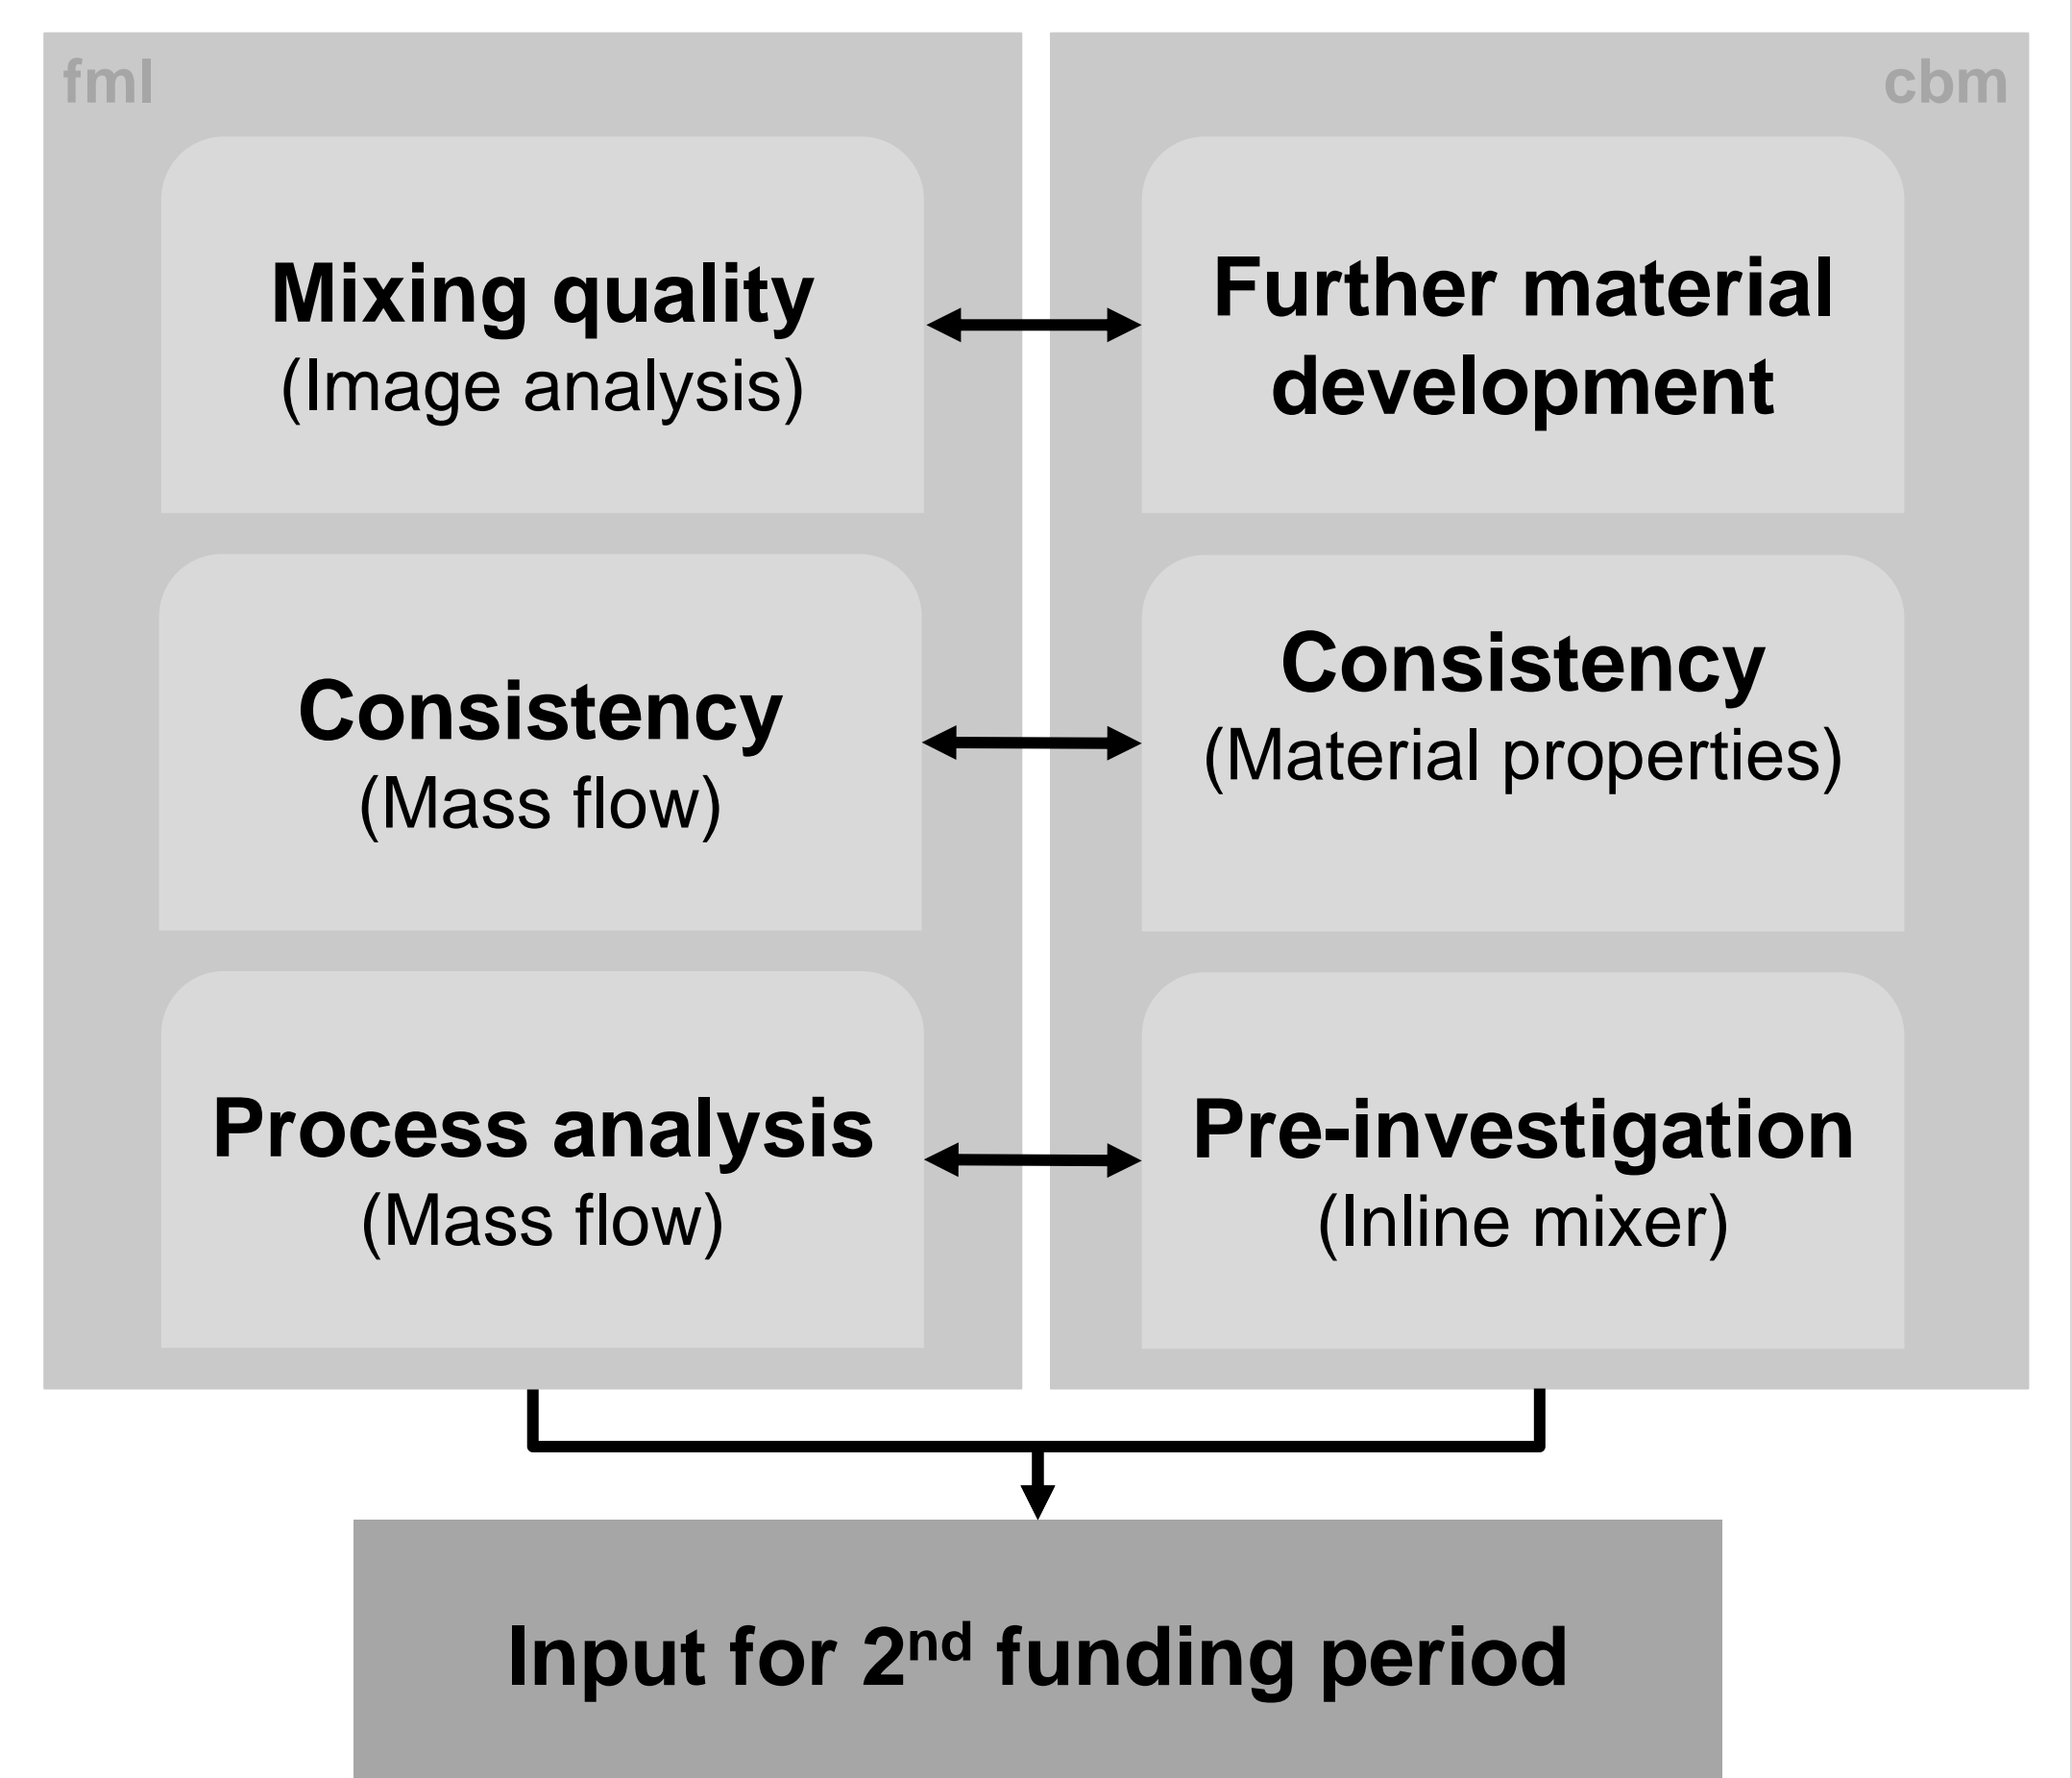 fml
Mixing quality
(Image analysis)
Consistency
(Mass flow)
Process analysis
(Mass flow)
cbm
Further material
development
Consistency
(Material properties)
Pre-investigation
(Inline mixer)
Input for 2nd funding period